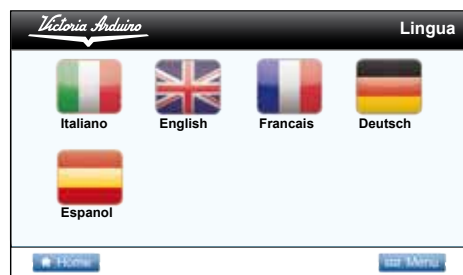 Victoria Arduino
Lingua
Italiano English Francais Deutsch
Espanol
Home Menu